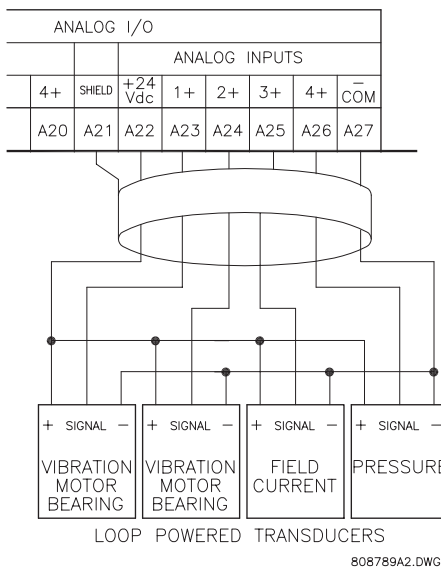 ANALOG I/O
ANALOG INPUTS
4+ SHIELD +24 Vdc 1+ 2+ 3+ 4+ – COM
A20 A21 A22 A23 A24 A25 A26 A27
+ SIGNAL – + SIGNAL – + SIGNAL – + SIGNAL –
VIBRATION MOTOR BEARING
VIBRATION MOTOR BEARING
FIELD CURRENT
PRESSURE
LOOP POWERED TRANSDUCERS
808789A2.DWG